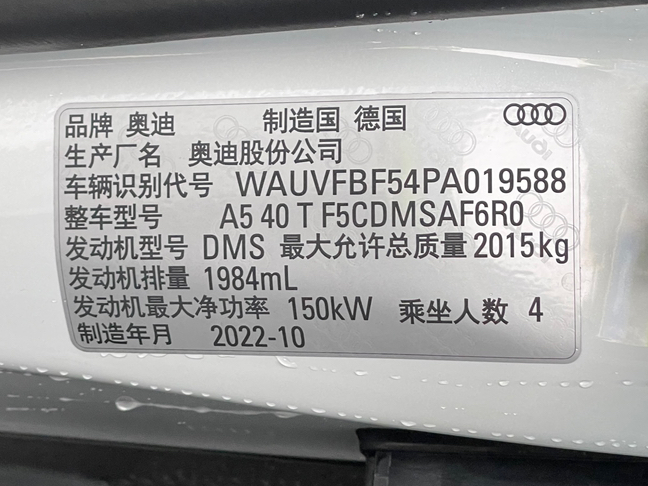 品牌 奥迪 制造国 德国
生产厂名 奥迪股份公司
车辆识别代号 WAUVFBF54PA019588
整车型号 A5 40 T F5CDMSAF6R0
发动机型号 DMS 最大允许总质量 2015kg
发动机排量 1984mL
发动机最大净功率 150kW 乘坐人数 4
制造年月 2022-10